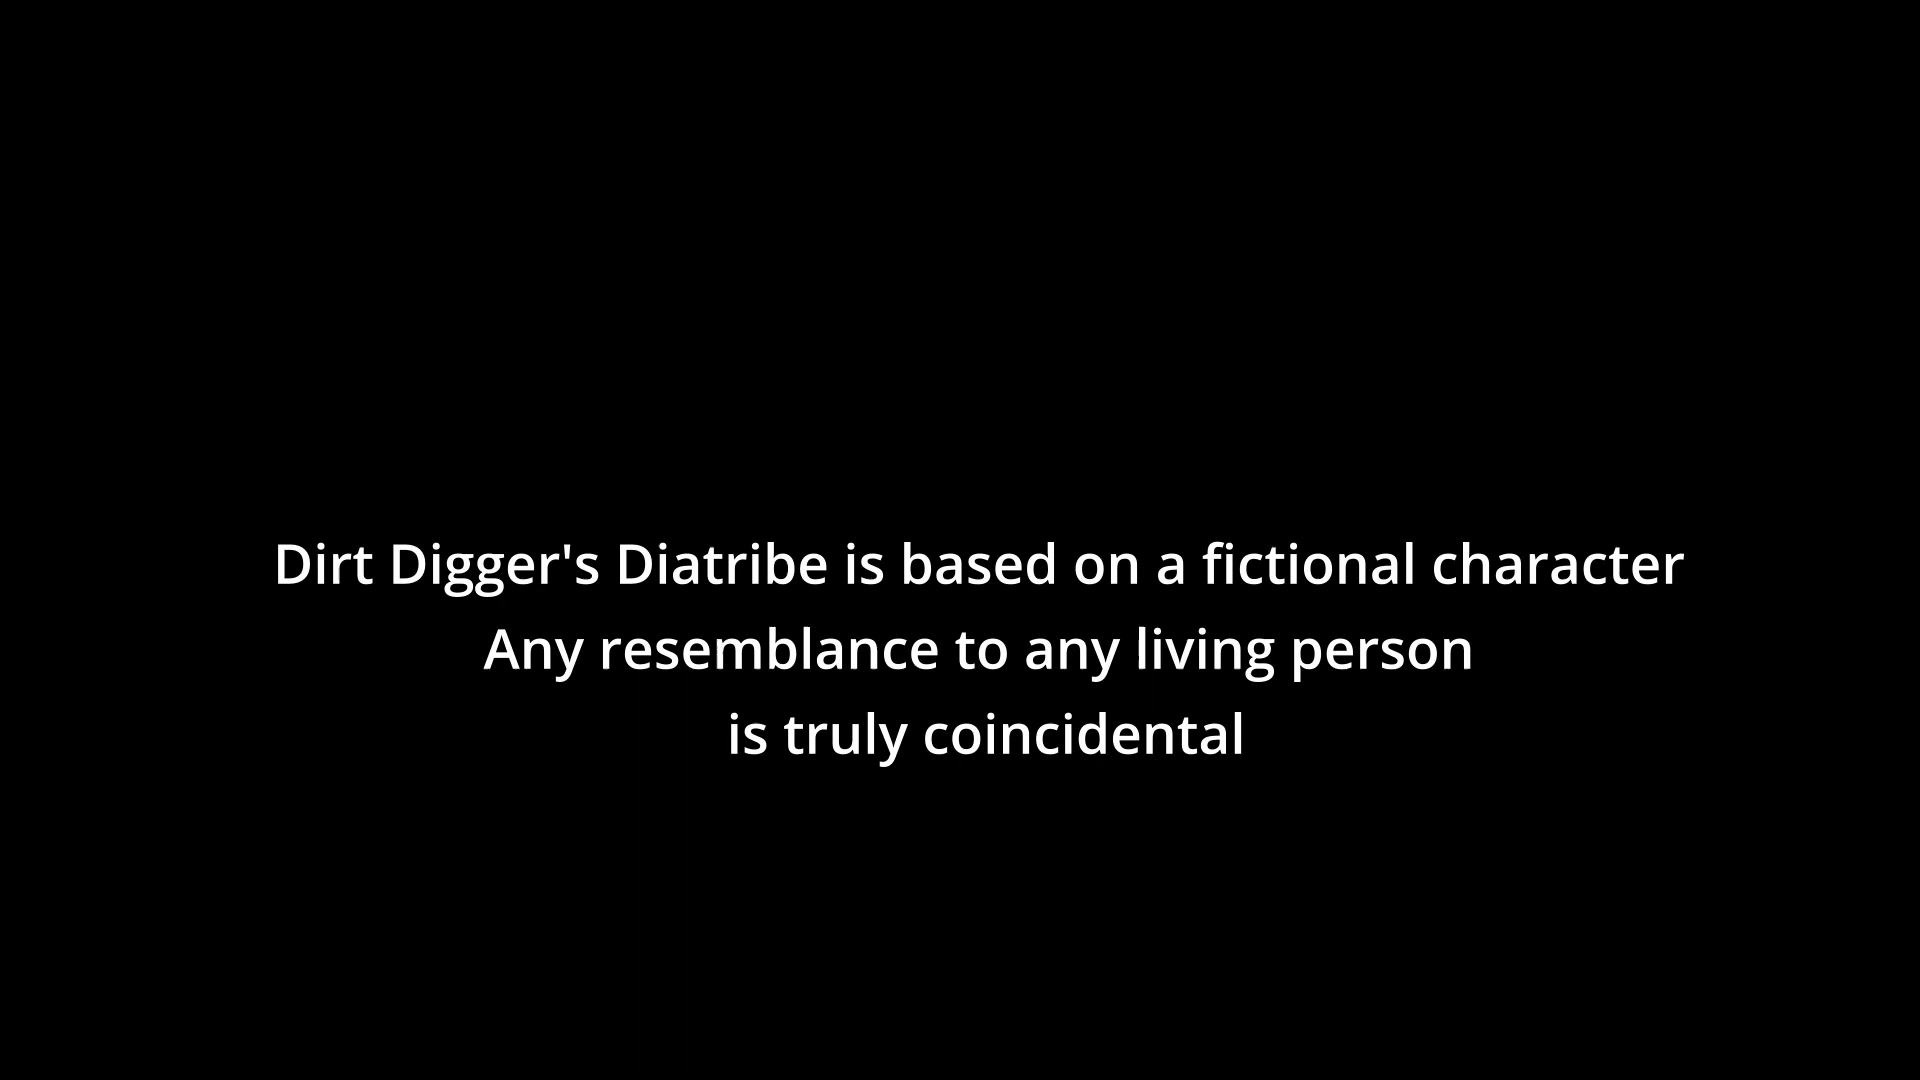 Dirt Digger's Diatribe is based on a fictional character
Any resemblance to any living person
is truly coincidental